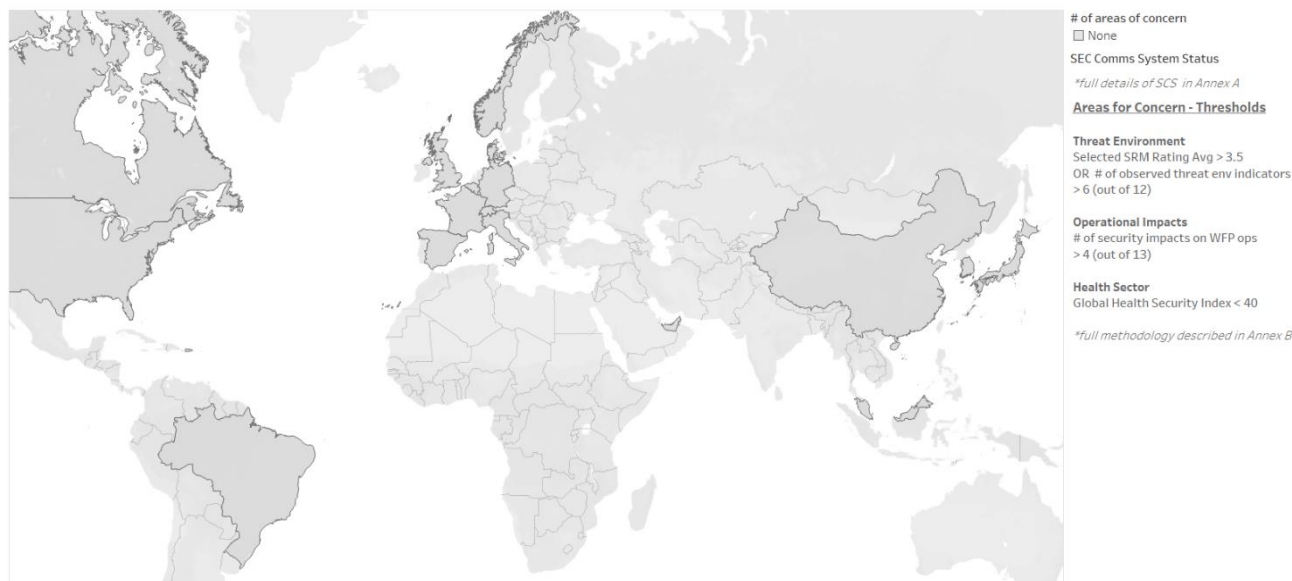 # of areas of concern
None
SEC Comms System Status
*full details of SCS in Annex A
Areas for Concern - Thresholds
Threat Environment
Selected SRM Rating Avg > 3.5
OR # of observed threat env indicators
> 6 (out of 12)
Operational Impacts
# of security impacts on WFP ops
> 4 (out of 13)
Health Sector
Global Health Security Index < 40
*full methodology described in Annex B